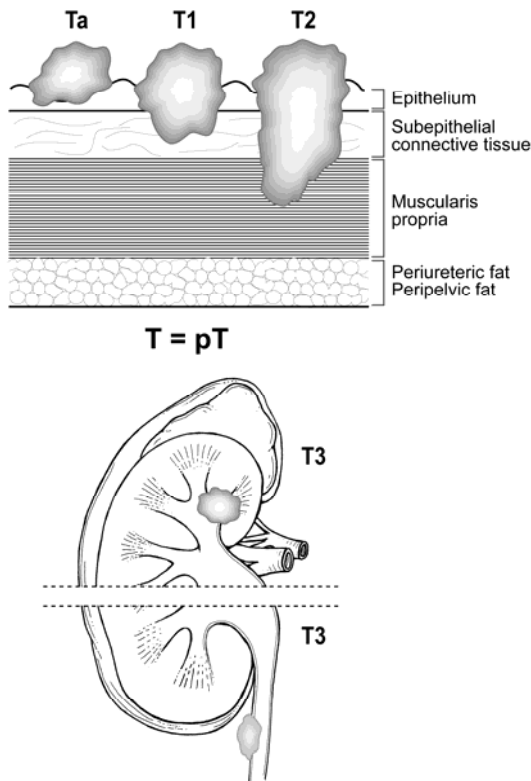 Ta T1 T2
Epithelium
Subepithelial
connective tissue
Muscularis
propria
Periureteric fat
Peripelvic fat
T = pT
T3
T3